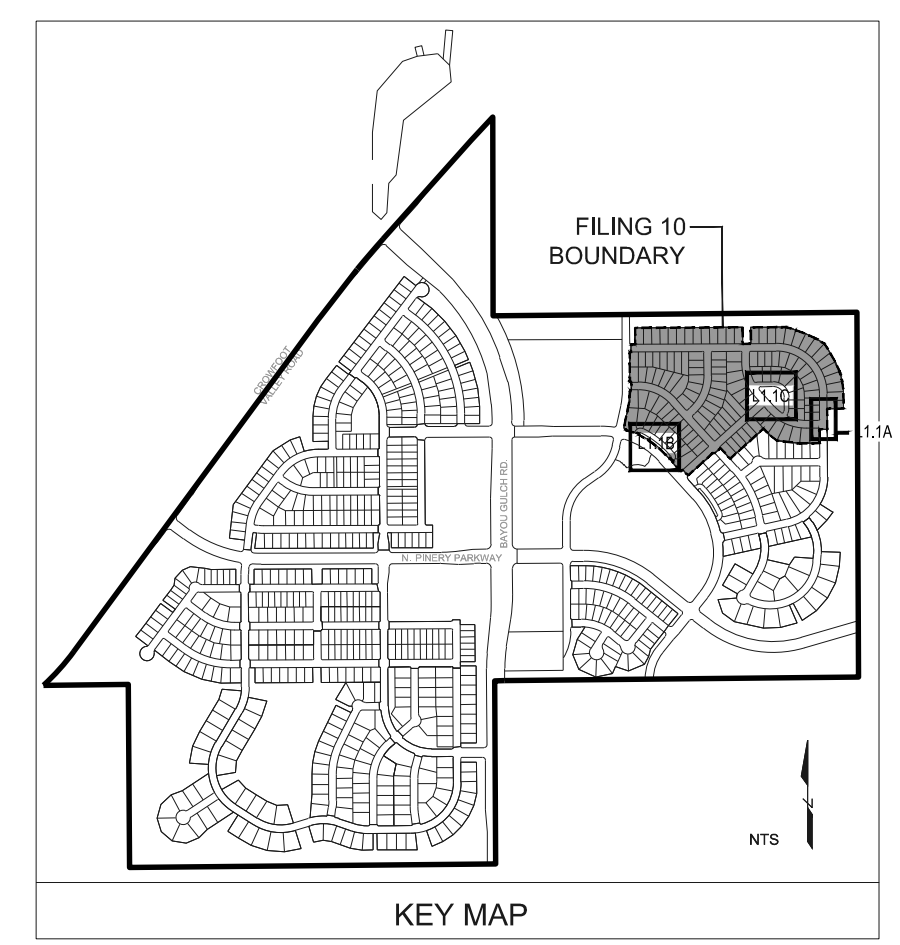 FILING 10
BOUNDARY
CROWFOOT
VALLEY ROAD
L1.1C
L1.1A
L1.1B
BAYOU GULCH RD.
N. PINERY PARKWAY
NTS
KEY MAP